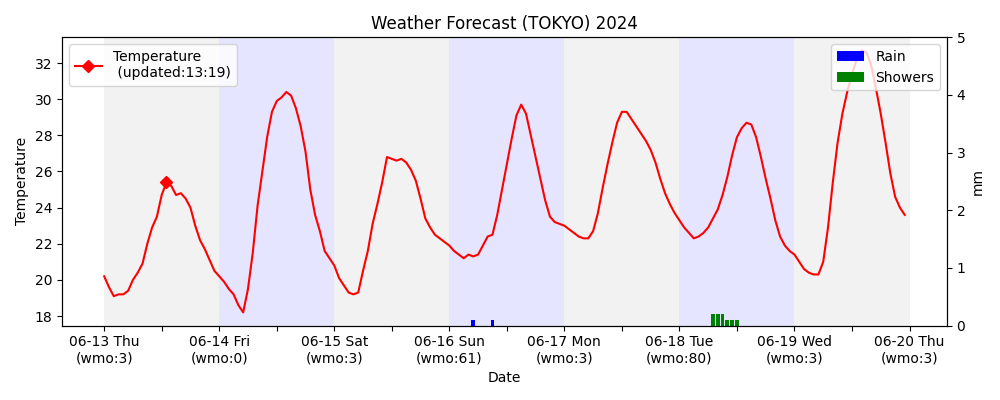 Weather Forecast (TOKYO) 2024
Temperature
(updated:13:19)
Rain
Showers
Temperature
32
30
28
26
24
22
20
18
5
4
3
2
1
0
mm
06-13 Thu 06-14 Fri 06-15 Sat 06-16 Sun 06-17 Mon 06-18 Tue 06-19 Wed 06-20 Thu
(wmo:3) (wmo:0) (wmo:3) (wmo:61) (wmo:3) (wmo:80) (wmo:3) (wmo:3)
Date